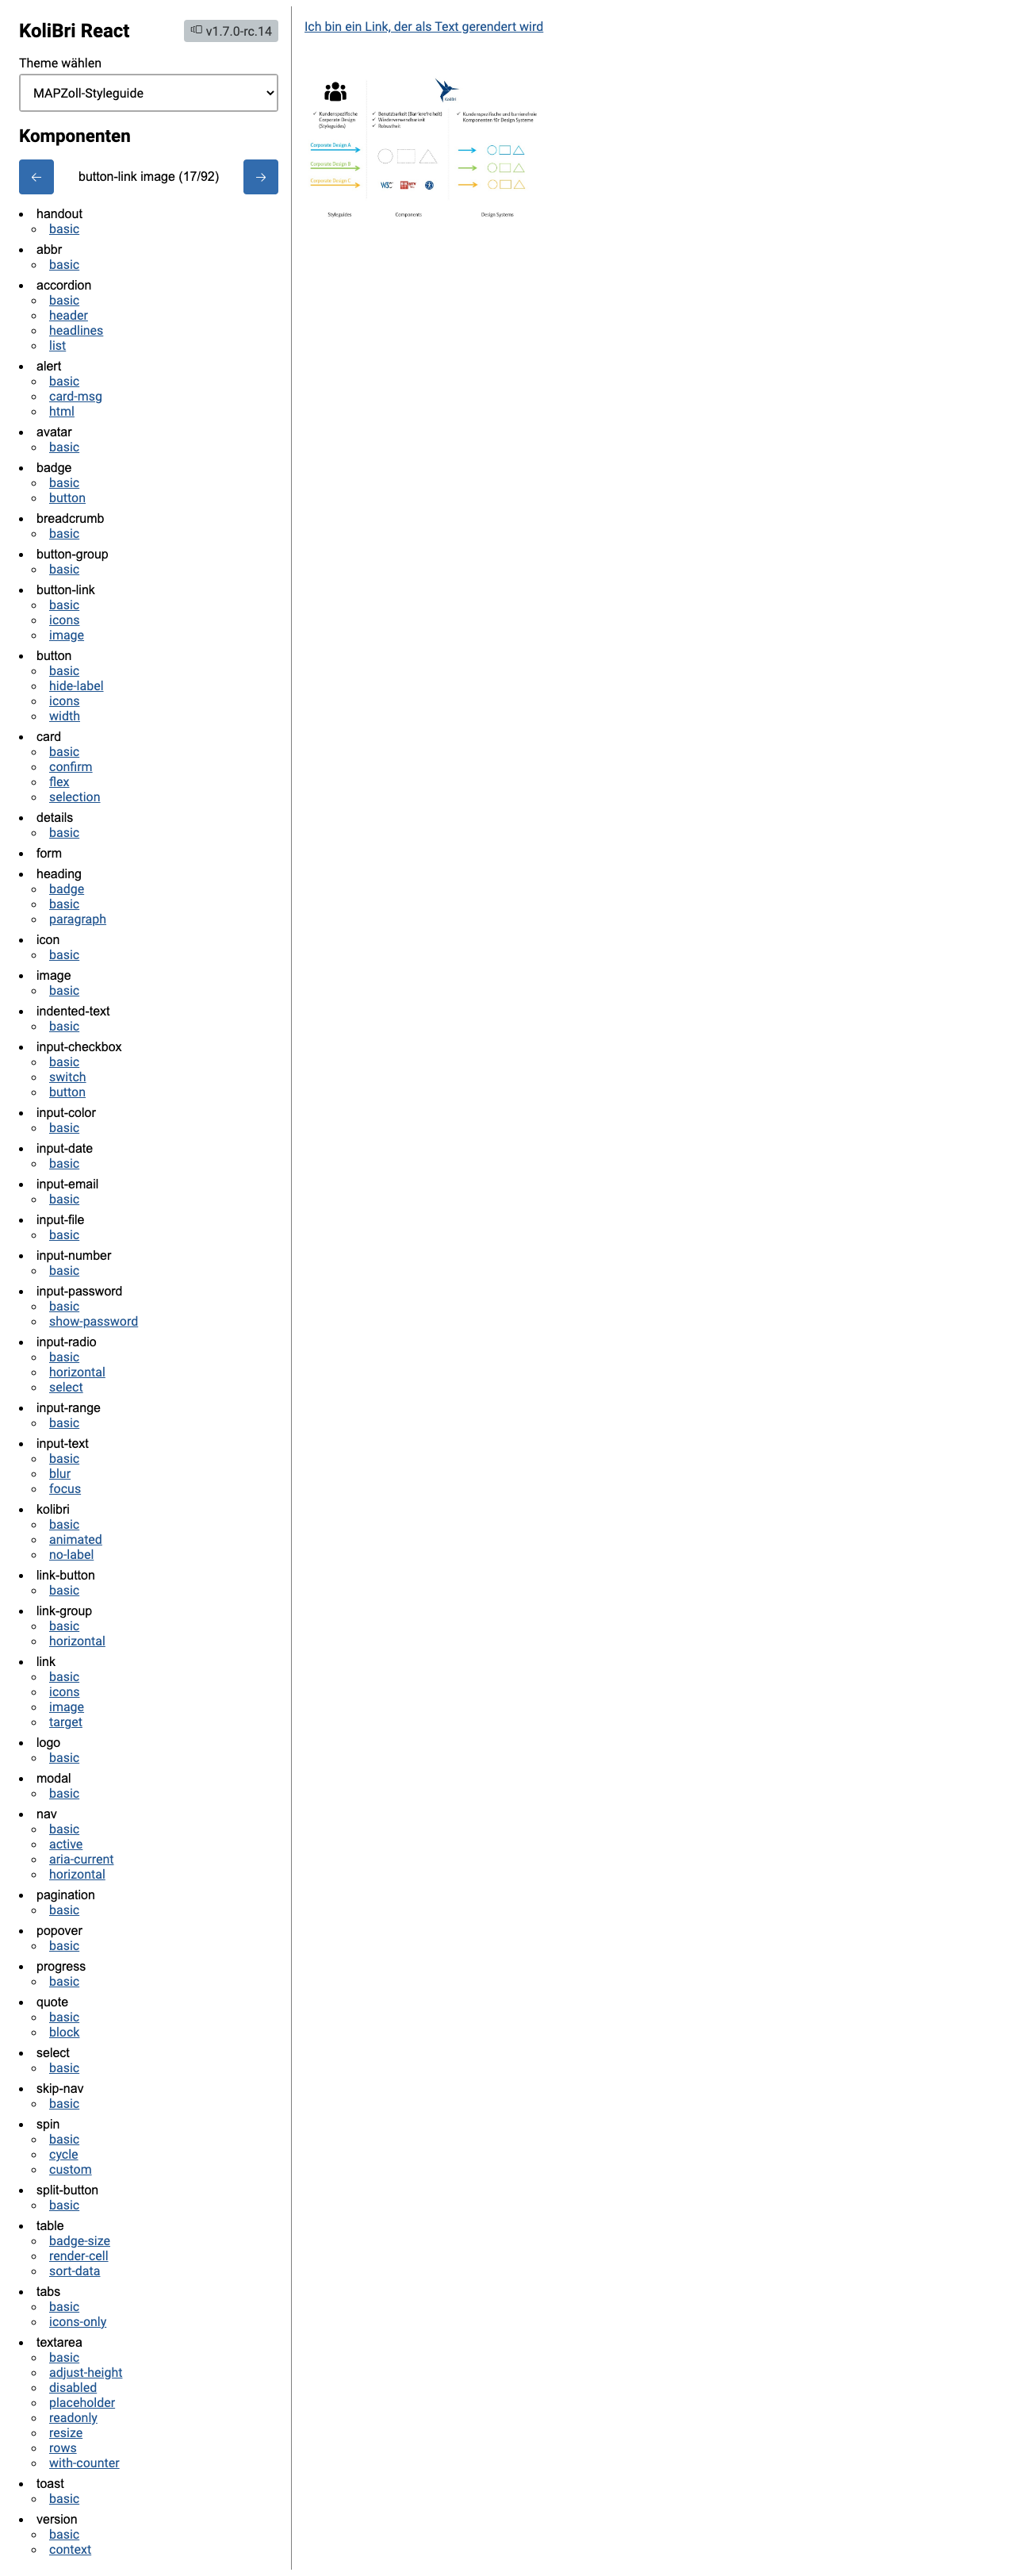 KoliBri React
v1.7.0-rc.14
Theme wählen
MAPZoll-Styleguide
Komponenten
button-link image (17/92)
handout
basic
abbr
basic
accordion
basic
header
headlines
list
alert
basic
card-msg
html
avatar
basic
badge
basic
button
breadcrumb
basic
button-group
basic
button-link
basic
icons
image
button
basic
hide-label
icons
width
card
basic
confirm
flex
selection
details
basic
form
heading
badge
basic
paragraph
icon
basic
image
basic
indented-text
basic
input-checkbox
basic
switch
button
input-color
basic
input-date
basic
input-email
basic
input-file
basic
input-number
basic
input-password
basic
show-password
input-radio
basic
horizontal
select
input-range
basic
input-text
basic
blur
focus
kolibri
basic
animated
no-label
link-button
basic
link-group
basic
horizontal
link
basic
icons
image
target
logo
basic
modal
basic
nav
basic
active
aria-current
horizontal
pagination
basic
popover
basic
progress
basic
quote
basic
block
select
basic
skip-nav
basic
spin
basic
cycle
custom
split-button
basic
table
badge-size
render-cell
sort-data
tabs
basic
icons-only
textarea
basic
adjust-height
disabled
placeholder
readonly
resize
rows
with-counter
toast
basic
version
basic
context
Ich bin ein Link, der als Text gerendert wird
KoliBri
Kundenspezifische
Corporate Design
(Styleguides)
Benutzbarkeit (Barrierefreiheit)
Wiederverwendbarkeit
Robustheit
Kundenspezifische und barrierefreie
Komponenten für Design Systeme
Corporate Design A
Corporate Design B
Corporate Design C
W3C
Styleguides
Components
Design Systems